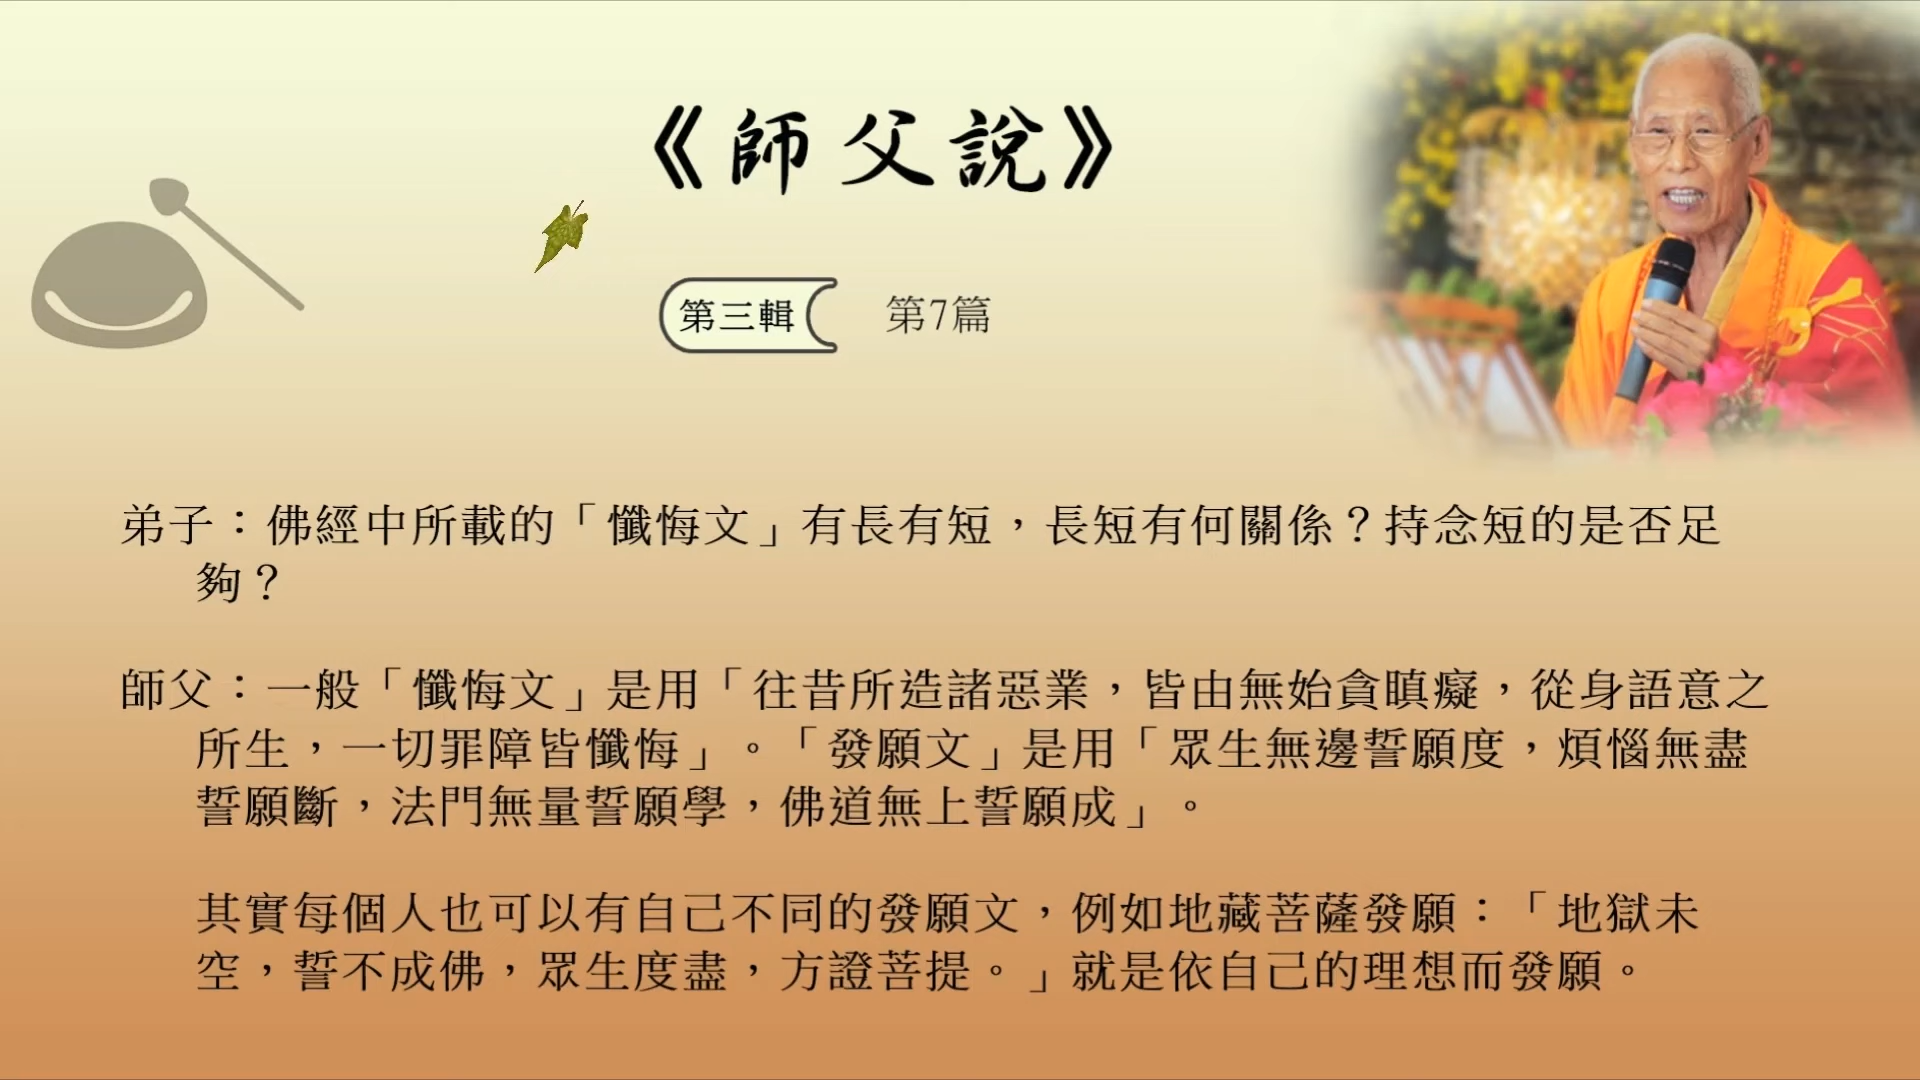 《師父說》
第三輯 第7篇
弟子：佛經中所載的「懺悔文」有長有短，長短有何關係？持念短的是否足
夠？
師父：一般「懺悔文」是用「往昔所造諸惡業，皆由無始貪瞋癡，從身語意之
所生，一切罪障皆懺悔」。「發願文」是用「眾生無邊誓願度，煩惱無盡
誓願斷，法門無量誓願學，佛道無上誓願成」。
其實每個人也可以有自己不同的發願文，例如地藏菩薩發願：「地獄未
空，誓不成佛，眾生度盡，方證菩提。」就是依自己的理想而發願。